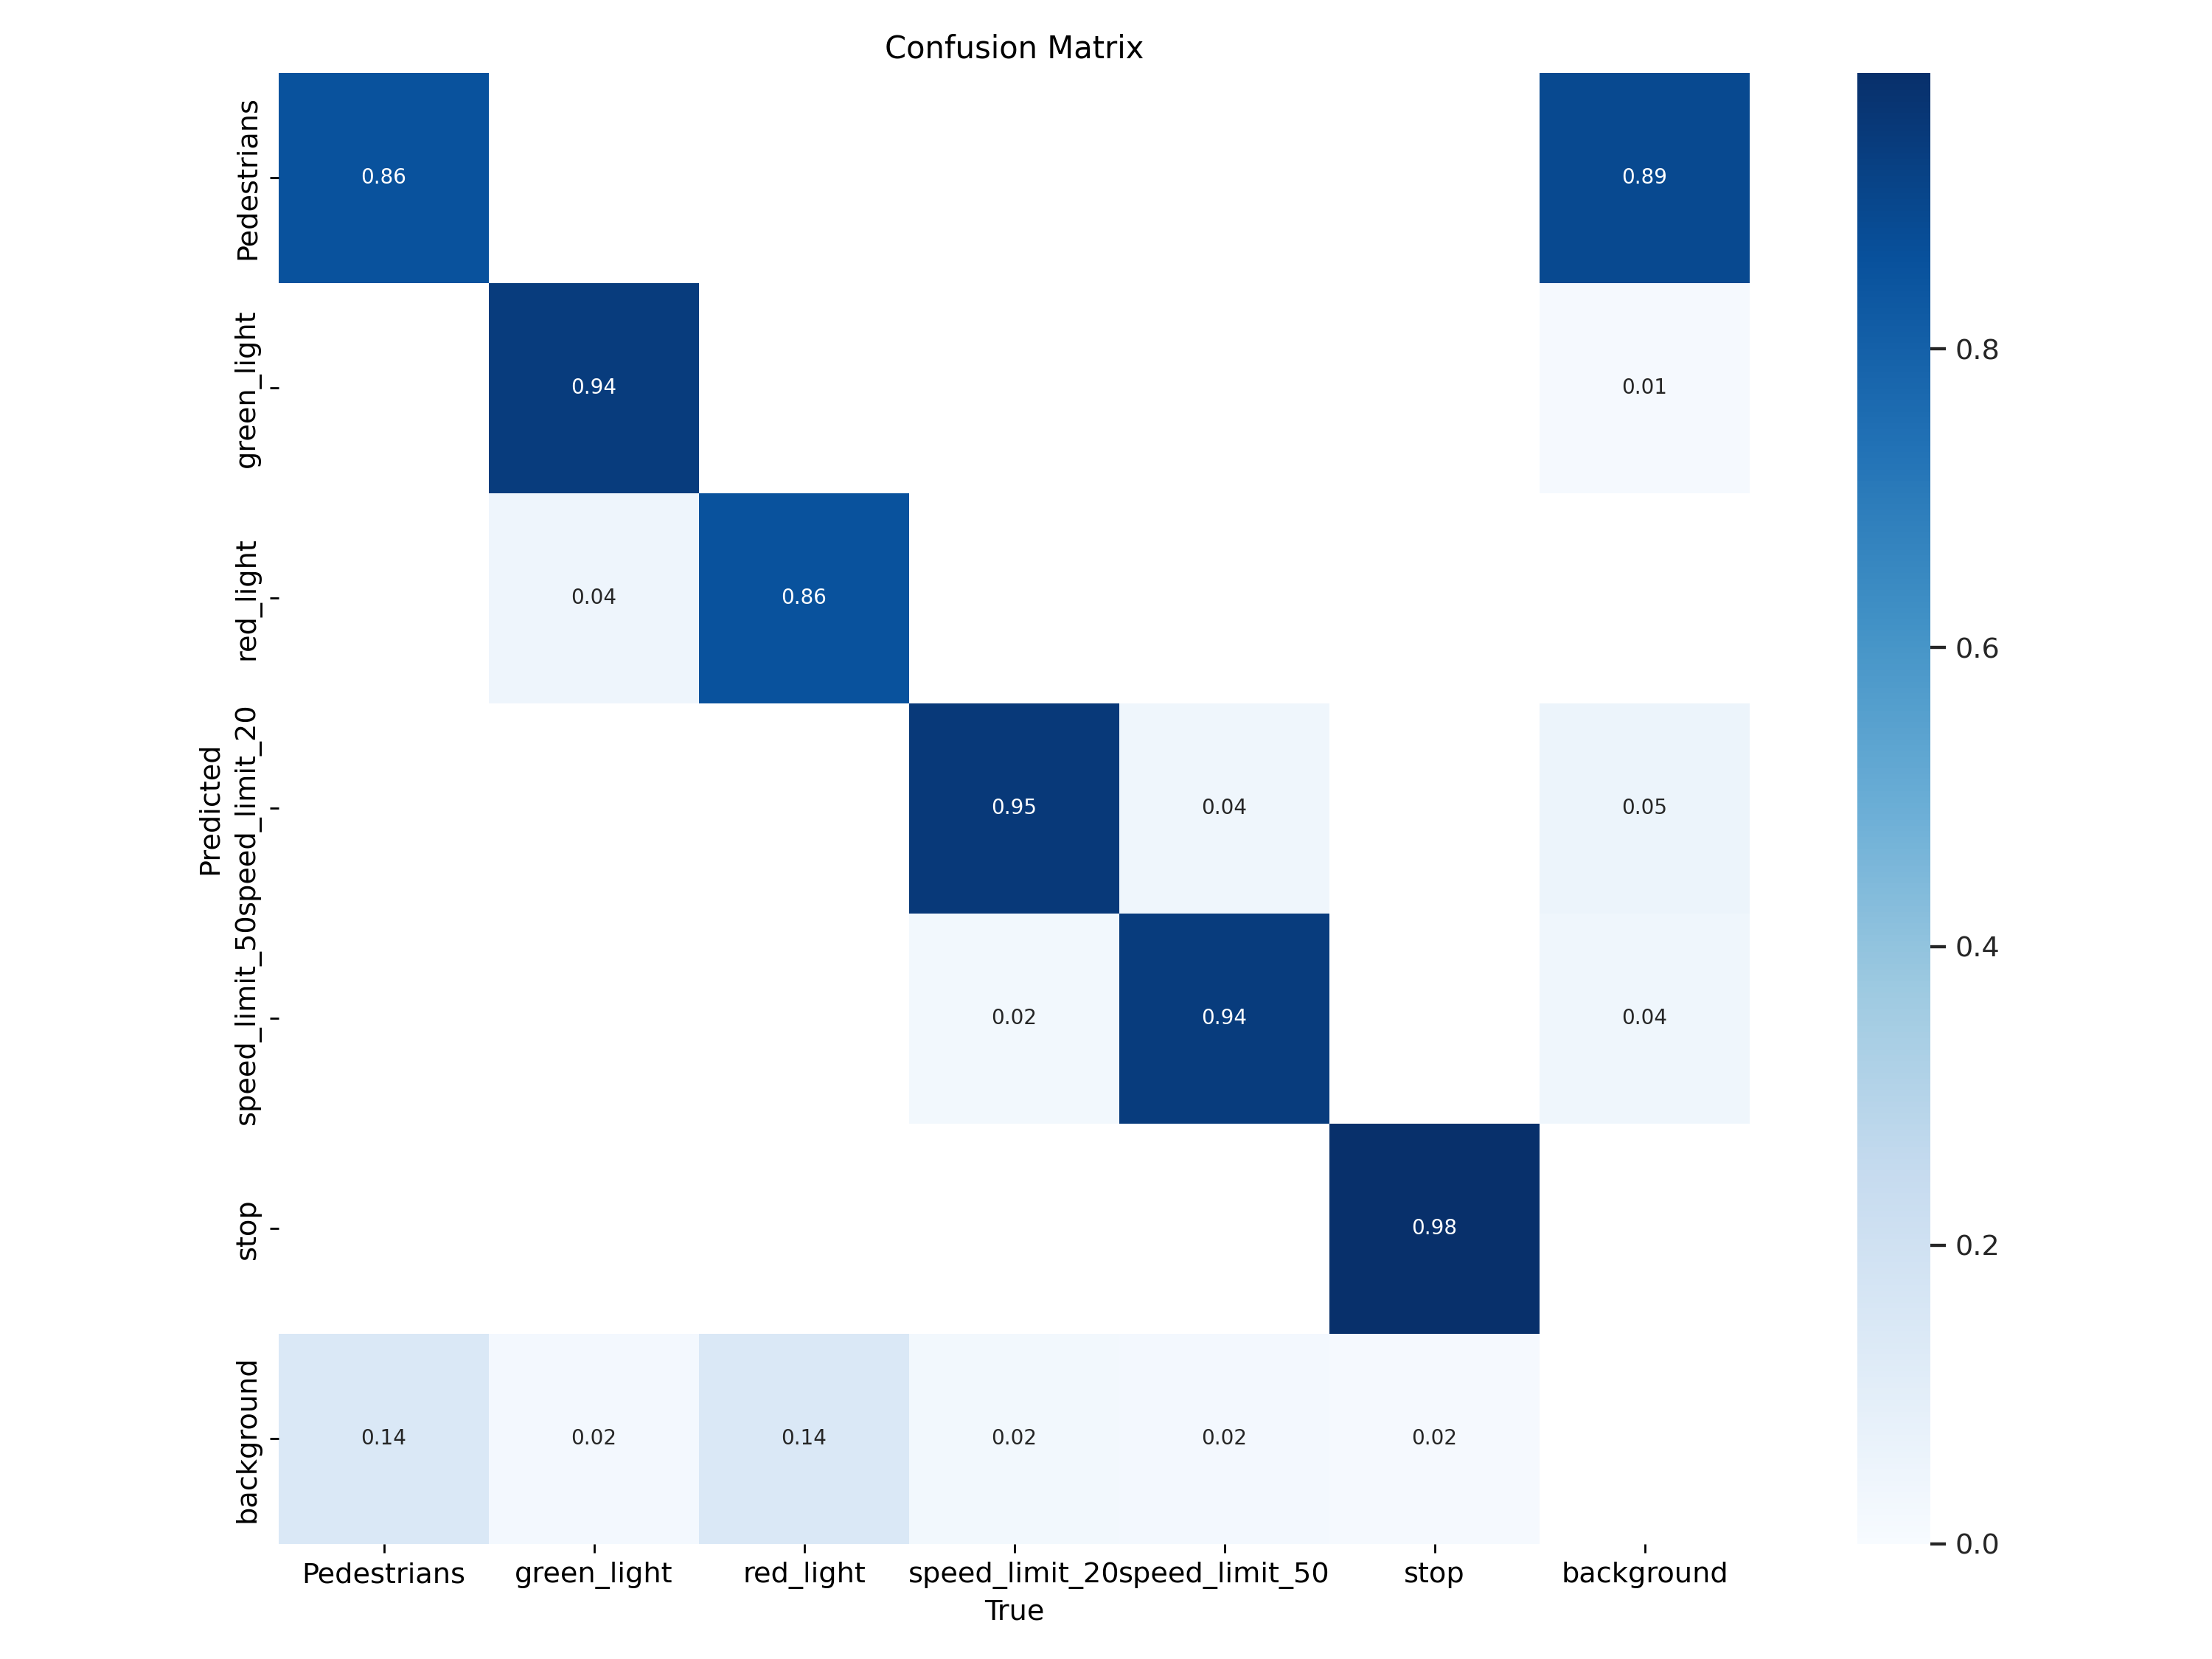 Confusion Matrix
Pedestrians
0.86
0.89
green_light
0.94
0.01
0.8
red_light
0.04
0.86
0.6
Predicted
speed_limit_20
0.95
0.04
0.05
0.4
speed_limit_50
0.02
0.94
0.04
stop
0.98
0.2
background
0.14
0.02
0.14
0.02
0.02
0.02
0.0
Pedestrians
green_light
red_light
speed_limit_20
speed_limit_50
stop
background
True